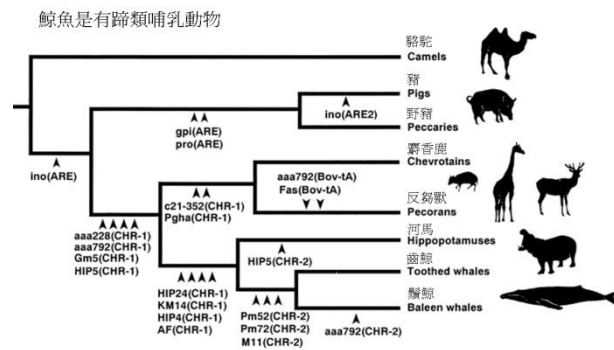 鯨魚是有蹄類哺乳動物
駱駝
Camels
豬
Pigs
ino(ARE2)
野豬
Peccaries
gpi(ARE)
pro(ARE)
麝香鹿
Chevrotains
ino(ARE)
aaa792(Bov-tA)
Fas(Bov-tA)
c21-352(CHR-1)
Pgha(CHR-1)
反芻獸
Pecorans
aaa228(CHR-1)
aaa792(CHR-1)
Gm5(CHR-1)
HIP5(CHR-1)
河馬
Hippopotamuses
HIP5(CHR-2)
齒鯨
Toothed whales
HIP24(CHR-1)
KM14(CHR-1)
HIP4(CHR-1)
AF(CHR-1)
鬚鯨
Baleen whales
Pm52(CHR-2)
Pm72(CHR-2)
M11(CHR-2)
aaa792(CHR-2)